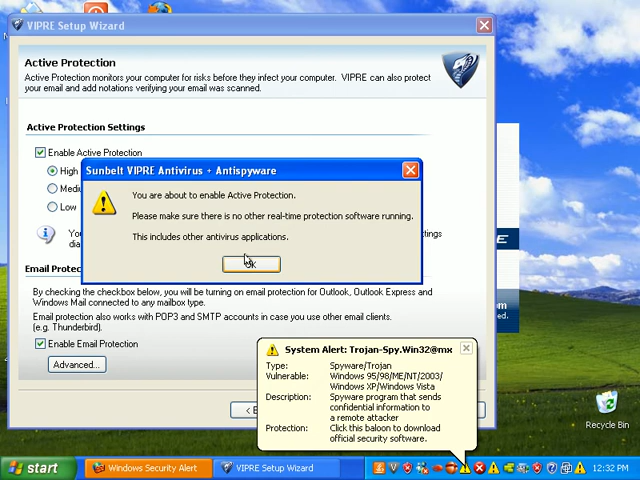 VIPRE Setup Wizard
Active Protection
Active Protection monitors your computer for risks before they infect your computer. VIPRE can also protect
your email and add notations verifying your email was scanned.
Active Protection Settings
Enable Active Protection
High
Low
Sunbelt VIPRE Antivirus + Antispyware
You are about to enable Active Protection.
Please make sure there is no other real-time protection software running.
This includes other antivirus applications.
OK
By checking the checkbox below, you will be turning on email protection for Outlook, Outlook Express and
Windows Mail connected to any mailbox type.
Email protection also works with POP3 and SMTP accounts in case you use other email clients.
(e.g. Thunderbird).
Enable Email Protection
Advanced...
System Alert: Trojan-Spy.Win32@mx
Type: Spyware/Trojan
Vulnerable: Windows 95/98/ME/NT/2003/
Windows XP/Windows Vista
Description: Spyware program that sends
confidential information to
a remote attacker
Protection: Click this baloon to download
official security software.
Recycle Bin
start
Windows Security Alert
VIPRE Setup Wizard
12:32 PM